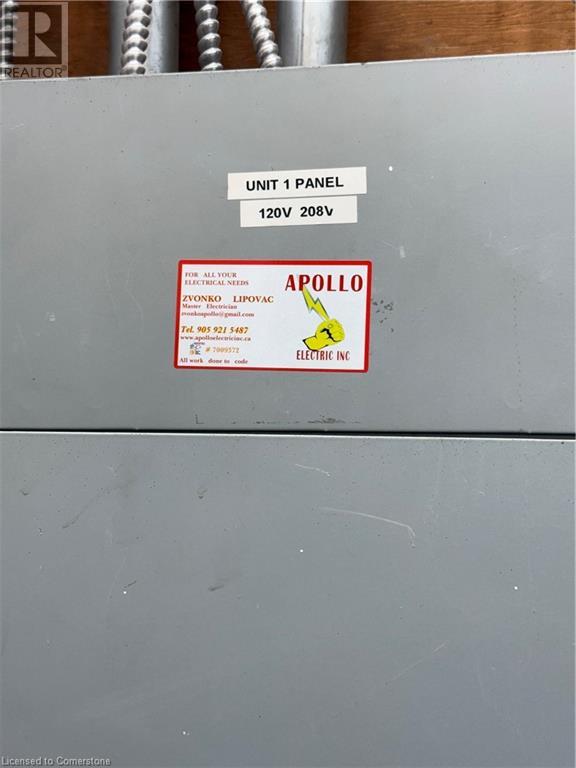 R
REALTOR®
UNIT 1 PANEL
120V 208V
FOR ALL YOUR
ELECTRICAL NEEDS
APOLLO
ZVONKO LIPOVAC
Master Electrician
zvonkoapollo@gmail.com
Tel. 905 921 5487
www.apolloelectricinc.ca
# 7009572
ELECTRIC INC
All work done to code
Licensed to Cornerstone